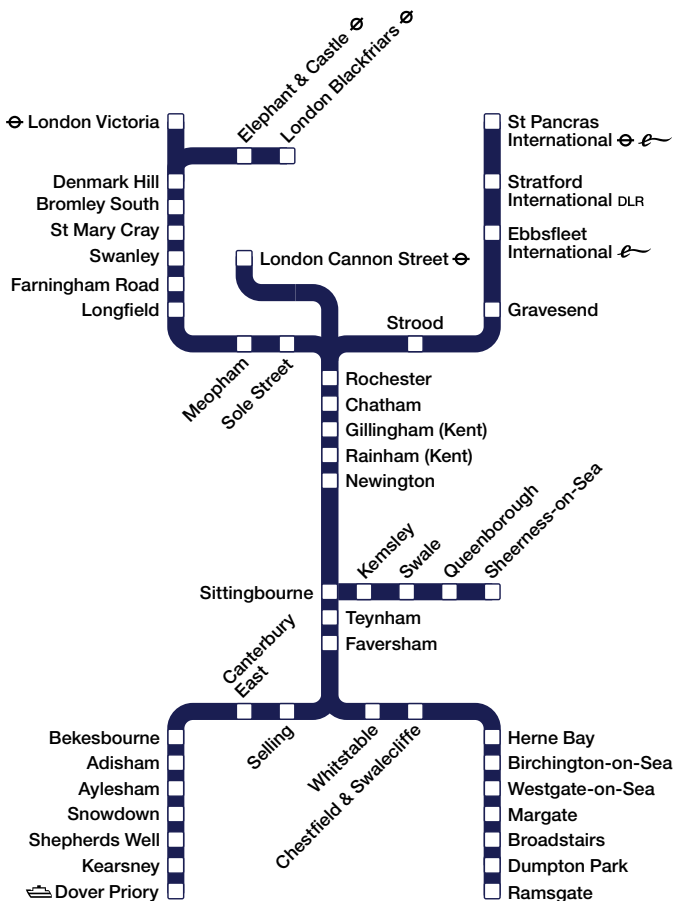 Elephant & Castle
London Blackfriars
London Victoria
Denmark Hill
Bromley South
St Mary Cray
Swanley
Farningham Road
Longfield
London Cannon Street
St Pancras
International
Stratford
International DLR
Ebbsfleet
International
Gravesend
Strood
Meopham
Sole Street
Rochester
Chatham
Gillingham (Kent)
Rainham (Kent)
Newington
Sittingbourne
Kemsley
Swale
Queenborough
Sheerness-on-Sea
Teynham
Faversham
Canterbury
East
Selling
Whitstable
Chestfield & Swalecliffe
Bekesbourne
Adisham
Aylesham
Snowdown
Shepherds Well
Kearsney
Dover Priory
Herne Bay
Birchington-on-Sea
Westgate-on-Sea
Margate
Broadstairs
Dumpton Park
Ramsgate